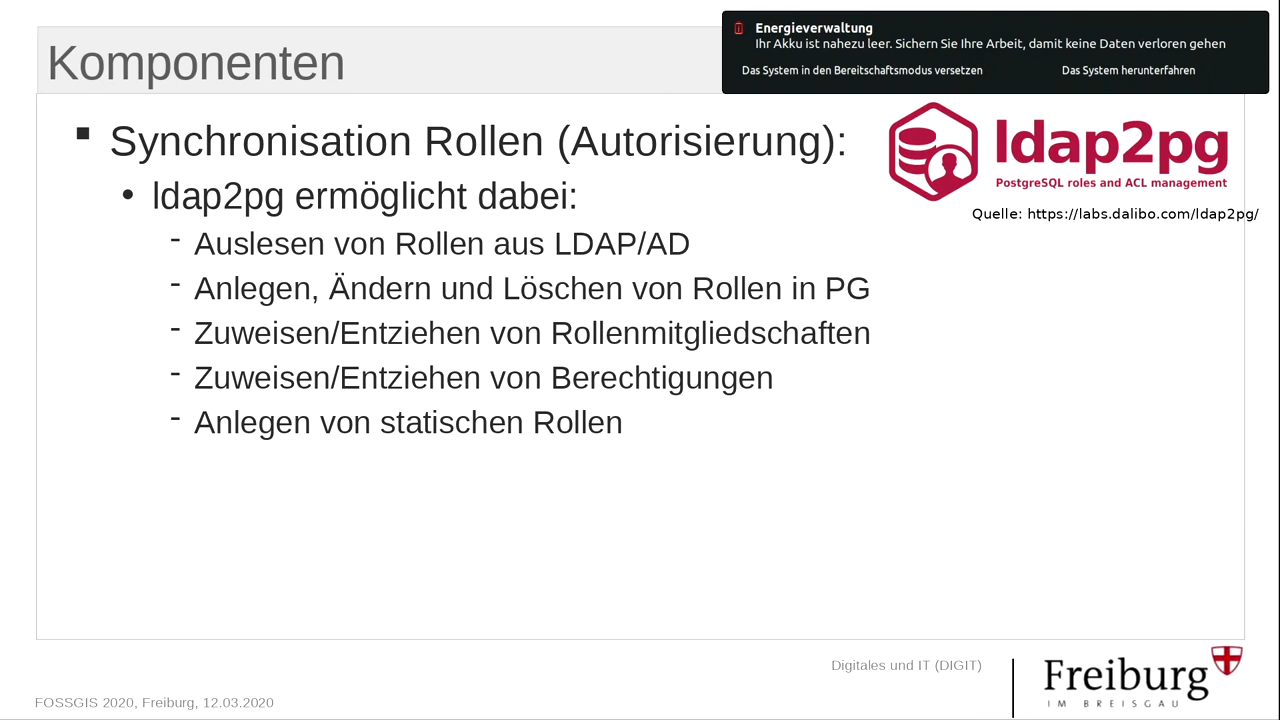 Energieverwaltung
Ihr Akku ist nahezu leer. Sichern Sie Ihre Arbeit, damit keine Daten verloren gehen
Das System in den Bereitschaftsmodus versetzen
Das System herunterfahren
Komponenten
▪ Synchronisation Rollen (Autorisierung):
• ldap2pg ermöglicht dabei:
- Auslesen von Rollen aus LDAP/AD
- Anlegen, Ändern und Löschen von Rollen in PG
- Zuweisen/Entziehen von Rollenmitgliedschaften
- Zuweisen/Entziehen von Berechtigungen
- Anlegen von statischen Rollen
ldap2pg
PostgreSQL roles and ACL management
Quelle: https://labs.dalibo.com/ldap2pg/
Digitales und IT (DIGIT)
FOSSGIS 2020, Freiburg, 12.03.2020
Freiburg
IM BREISGAU